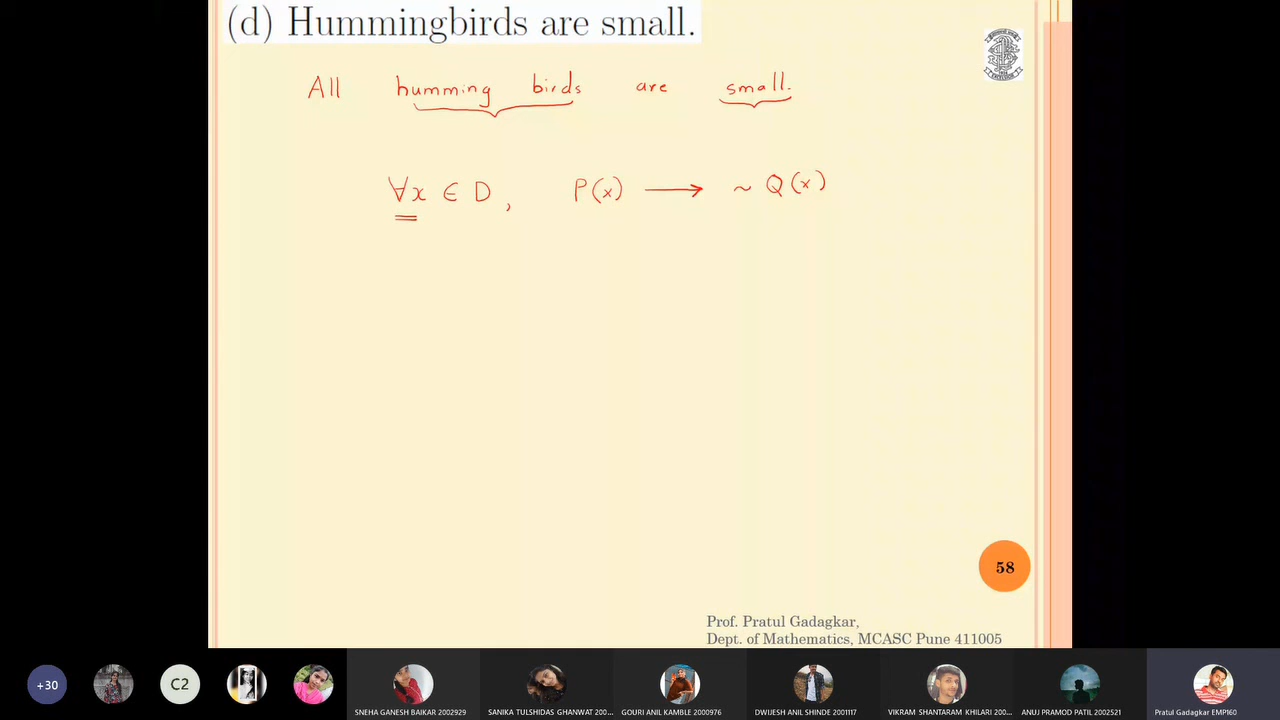 (d) Hummingbirds are small.
All humming birds are small.
∀x ∈ D, P(x) ⟶ ~ Q(x)
58
Prof. Pratul Gadagkar,
Dept. of Mathematics, MCASC Pune 411005
+30
C2
SNEHA GANESH BAIKAR 2002929
SANIKA TULSHIDAS GHANWAT 200...
GOURI ANIL KAMBLE 2000976
DWIJESH ANIL SHINDE 2001117
VIKRAM SHANTARAM KHILARI 200...
ANUJ PRAMOD PATIL 2002521
Pratul Gadagkar EMP160